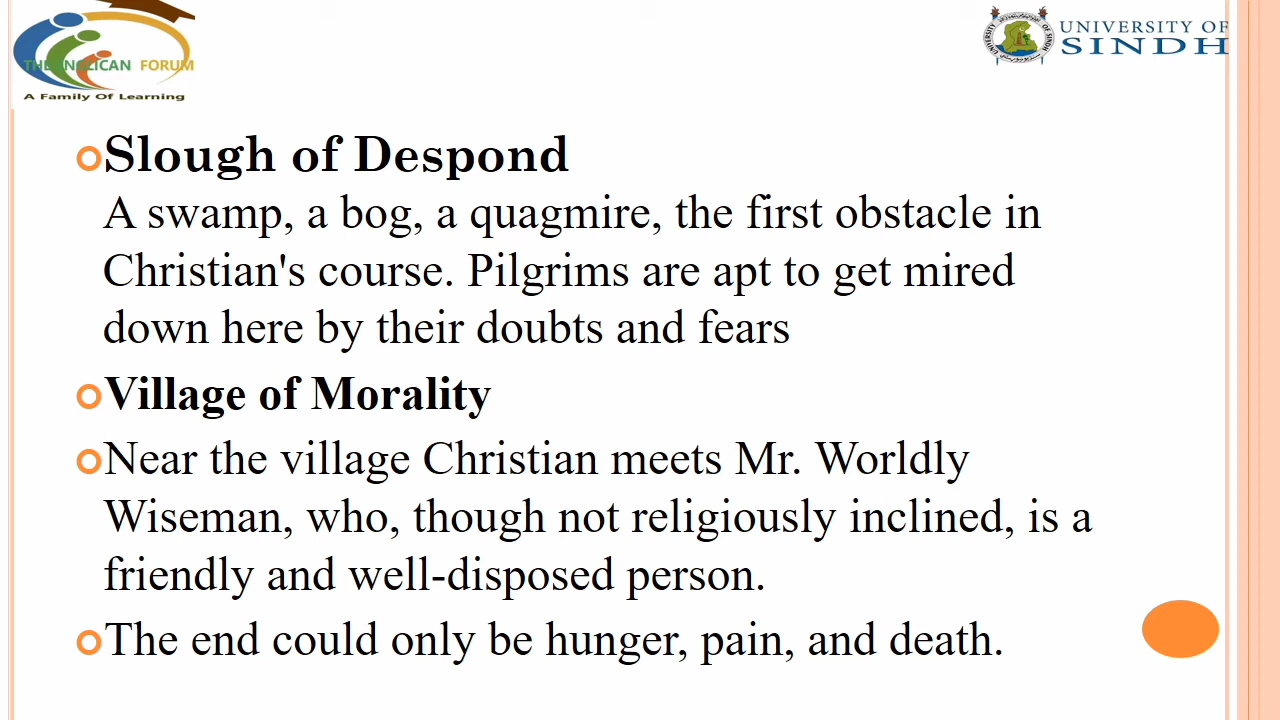 THE ANGLICAN FORUM
A Family Of Learning
UNIVERSITY OF
SINDH
Slough of Despond
A swamp, a bog, a quagmire, the first obstacle in
Christian's course. Pilgrims are apt to get mired
down here by their doubts and fears
Village of Morality
Near the village Christian meets Mr. Worldly
Wiseman, who, though not religiously inclined, is a
friendly and well-disposed person.
The end could only be hunger, pain, and death.